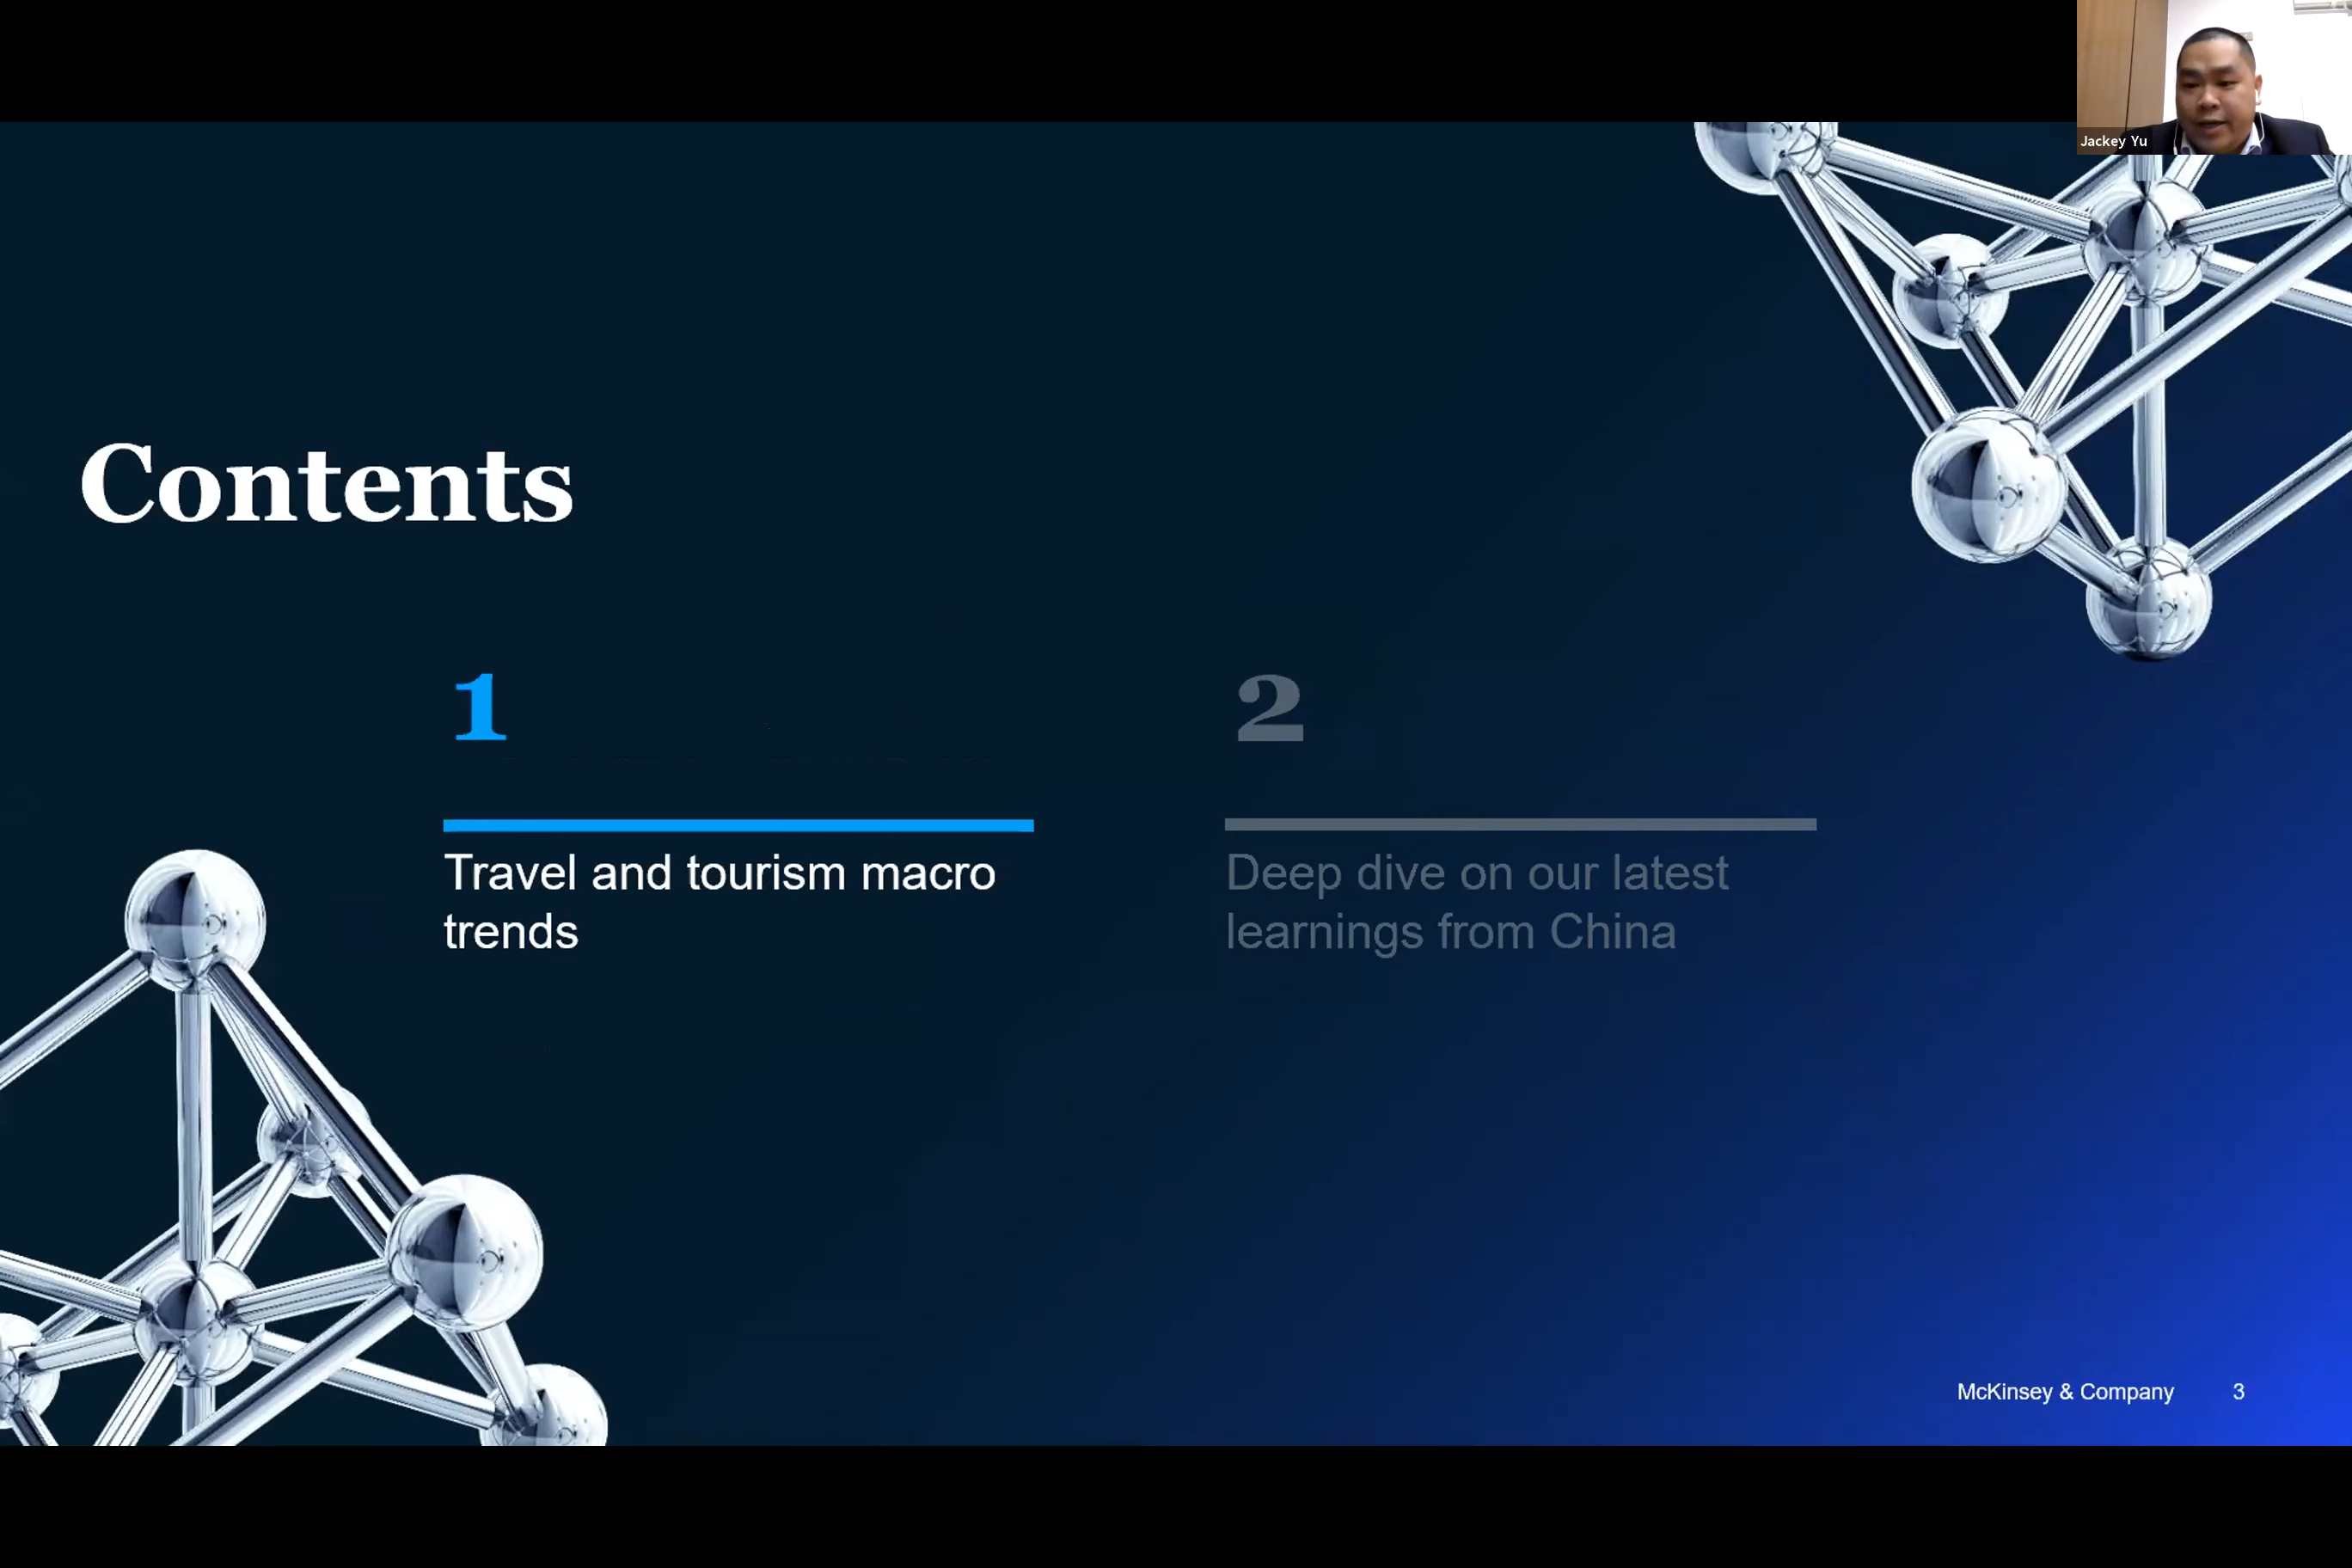 Jackey Yu
Contents
1
Travel and tourism macro
trends
2
Deep dive on our latest
learnings from China
McKinsey & Company 3